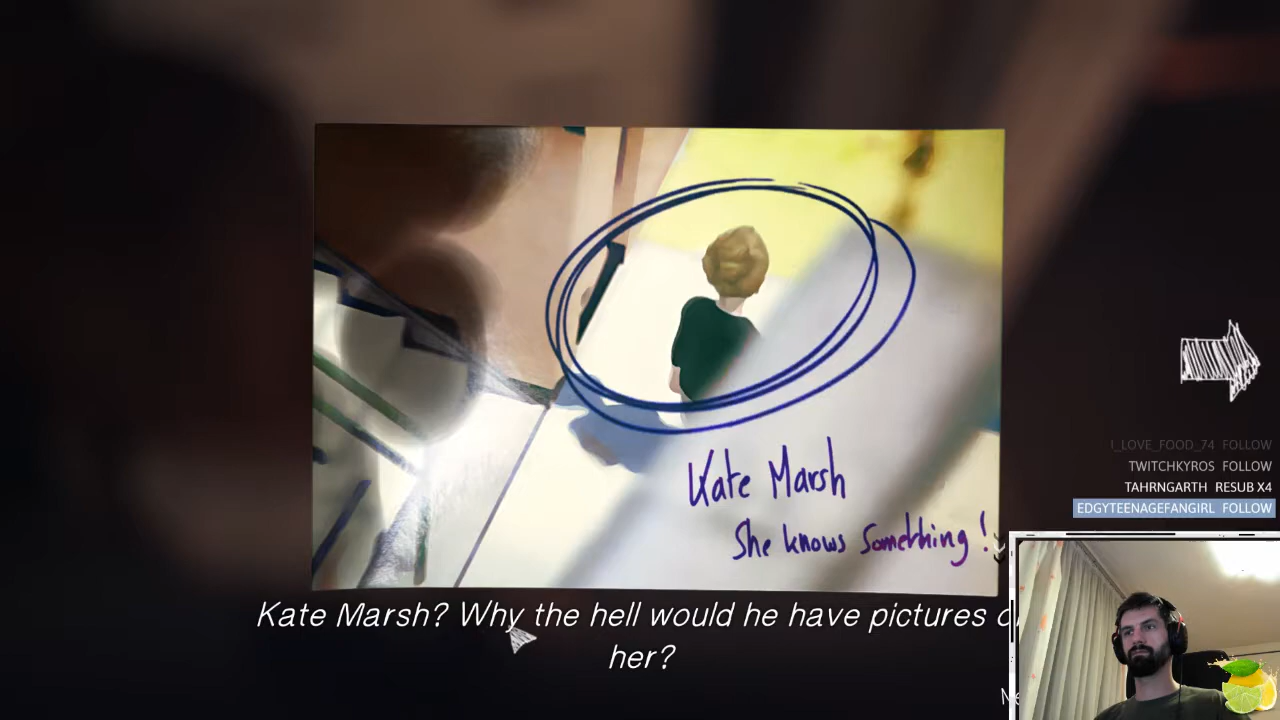 Kate Marsh
She knows something!
I_LOVE_FOOD_74 FOLLOW
TWITCHKYROS FOLLOW
TAHRNGARTH RESUB X4
EDGYTEENAGEFANGIRL FOLLOW
Kate Marsh? Why the hell would he have pictures
her?